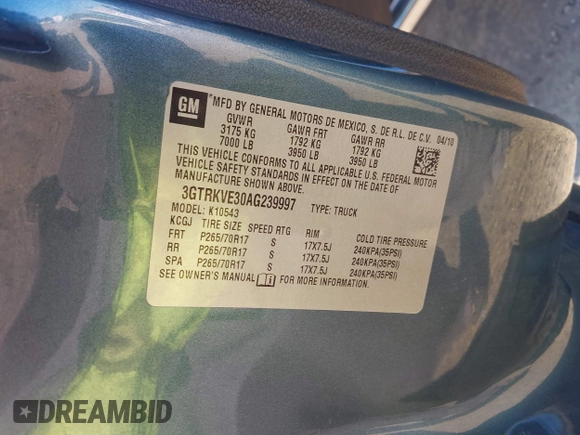 GM
*MFD BY GENERAL MOTORS DE MEXICO, S. DE R.L. DE C.V. 04/10
GVWR GAWR FRT GAWR RR
3175 KG 1792 KG 1792 KG
7000 LB 3950 LB 3950 LB
THIS VEHICLE CONFORMS TO ALL APPLICABLE U.S. FEDERAL MOTOR
VEHICLE SAFETY STANDARDS IN EFFECT ON THE DATE OF
MANUFACTURE SHOWN ABOVE.
3GTRKVE30AG239997 TYPE: TRUCK
MODEL: K10543
KCGJ TIRE SIZE SPEED RTG RIM COLD TIRE PRESSURE
FRT P265/70R17 S 17X7.5J 240KPA(35PSI)
RR P265/70R17 S 17X7.5J 240KPA(35PSI)
SPA P265/70R17 S 17X7.5J 240KPA(35PSI)
SEE OWNER'S MANUAL FOR MORE INFORMATION.
DREAMBID